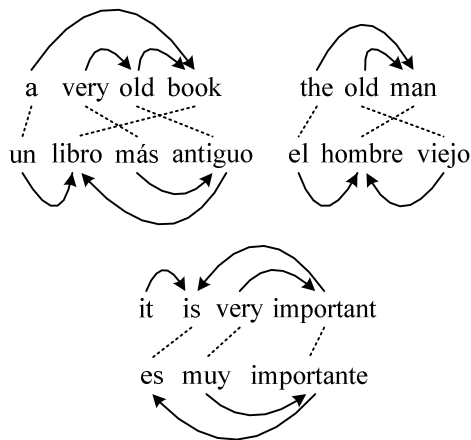 a very old book
un libro más antiguo
the old man
el hombre viejo
it is very important
es muy importante